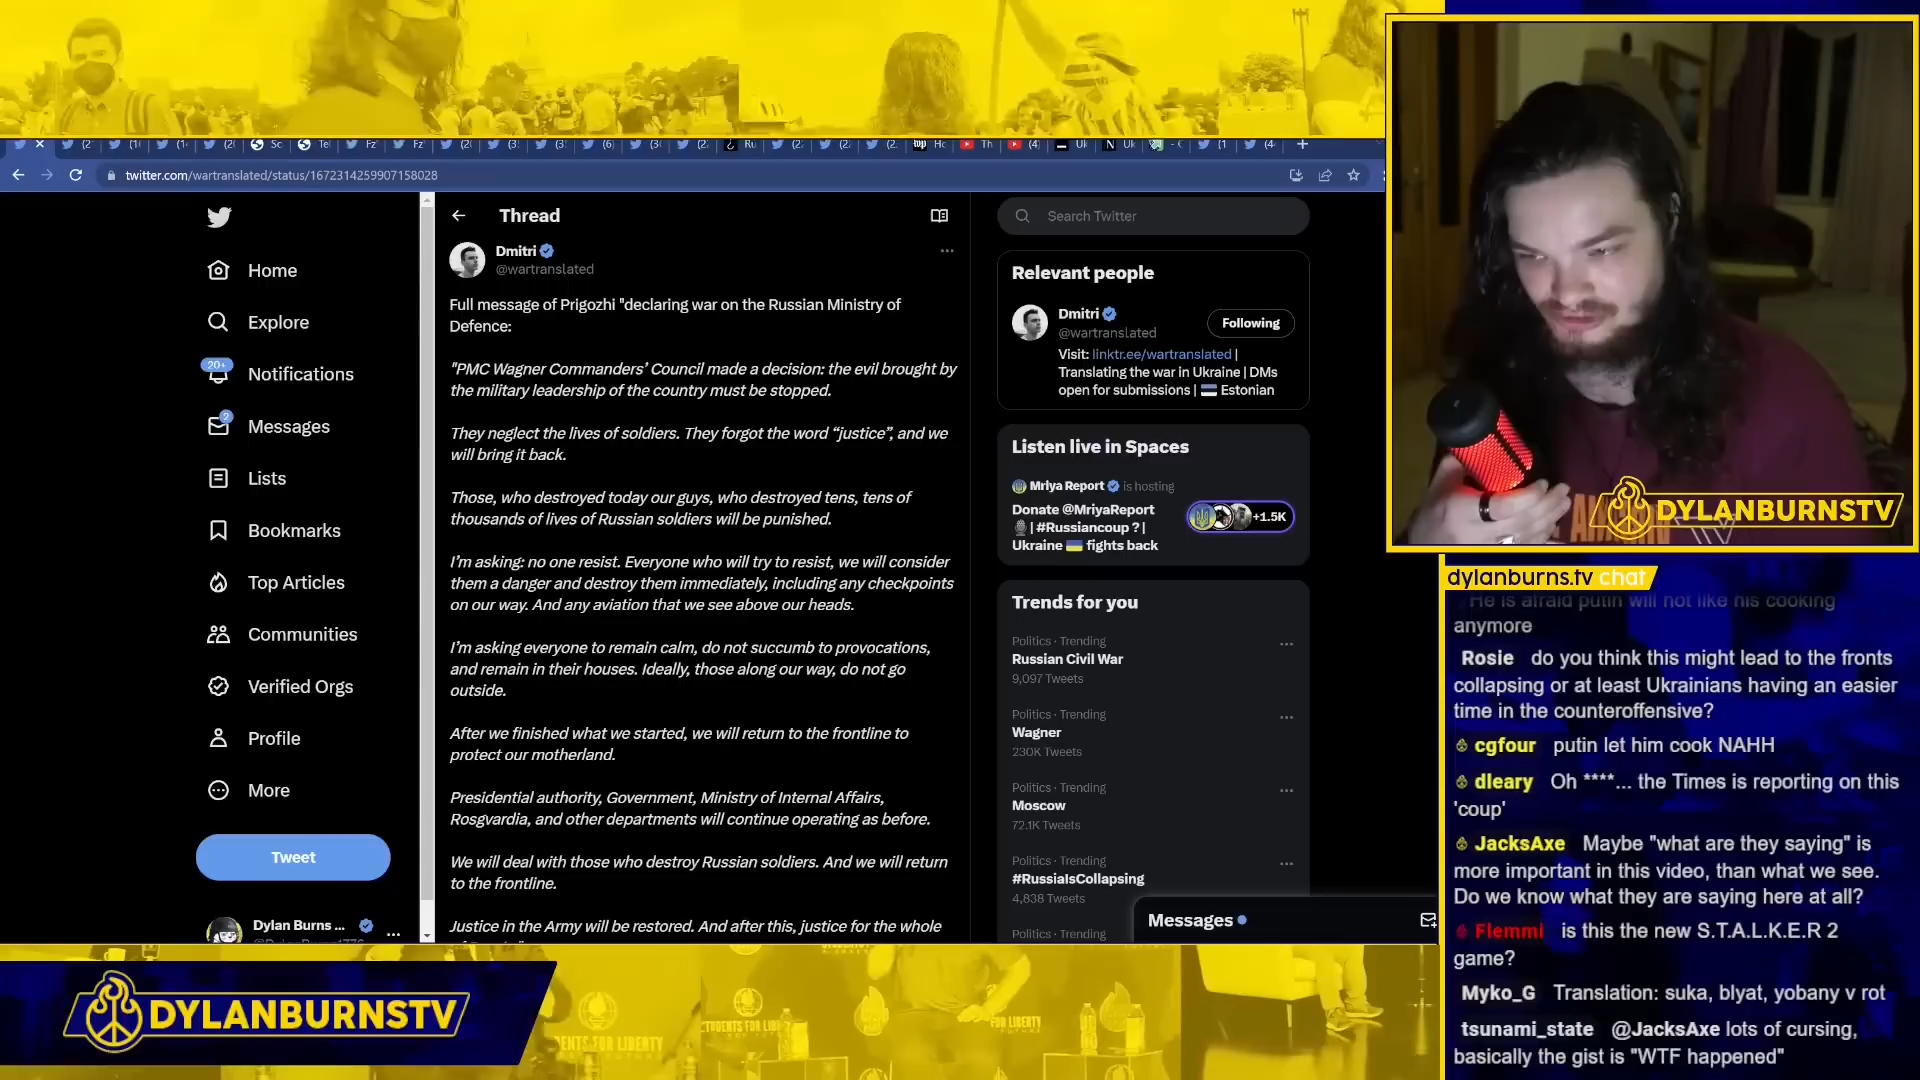 twitter.com/wartranslated/status/1672314259907158028
Home
Explore
20+
Notifications
2
Messages
Lists
Bookmarks
Top Articles
Communities
Verified Orgs
Profile
More
Tweet
Dylan Burns ...
Thread
Dmitri
@wartranslated
Full message of Prigozhi "declaring war on the Russian Ministry of
Defence:
"PMC Wagner Commanders’ Council made a decision: the evil brought by
the military leadership of the country must be stopped.
They neglect the lives of soldiers. They forgot the word “justice”, and we
will bring it back.
Those, who destroyed today our guys, who destroyed tens, tens of
thousands of lives of Russian soldiers will be punished.
I’m asking: no one resist. Everyone who will try to resist, we will consider
them a danger and destroy them immediately, including any checkpoints
on our way. And any aviation that we see above our heads.
I’m asking everyone to remain calm, do not succumb to provocations,
and remain in their houses. Ideally, those along our way, do not go
outside.
After we finished what we started, we will return to the frontline to
protect our motherland.
Presidential authority, Government, Ministry of Internal Affairs,
Rosgvardia, and other departments will continue operating as before.
We will deal with those who destroy Russian soldiers. And we will return
to the frontline.
Justice in the Army will be restored. And after this, justice for the whole
Search Twitter
Relevant people
Dmitri
@wartranslated
Following
Visit: linktr.ee/wartranslated |
Translating the war in Ukraine | DMs
open for submissions | Estonian
Listen live in Spaces
Mriya Report is hosting
Donate @MriyaReport
| #Russiancoup ? |
Ukraine fights back
+1.5K
Trends for you
Politics · Trending
Russian Civil War
9,097 Tweets
Politics · Trending
Wagner
230K Tweets
Politics · Trending
Moscow
72.1K Tweets
Politics · Trending
#RussiaIsCollapsing
4,838 Tweets
Politics · Trending
Messages
DYLANBURNSTV
dylanburns.tv chat
He is afraid putin will not like his cooking
anymore
Rosie do you think this might lead to the fronts
collapsing or at least Ukrainians having an easier
time in the counteroffensive?
cgfour putin let him cook NAHH
dleary Oh ****... the Times is reporting on this
'coup'
JacksAxe Maybe "what are they saying" is
more important in this video, than what we see.
Do we know what they are saying here at all?
Flemmi is this the new S.T.A.L.K.E.R 2
game?
Myko_G Translation: suka, blyat, yobany v rot
tsunami_state @JacksAxe lots of cursing,
basically the gist is "WTF happened"
DYLANBURNSTV